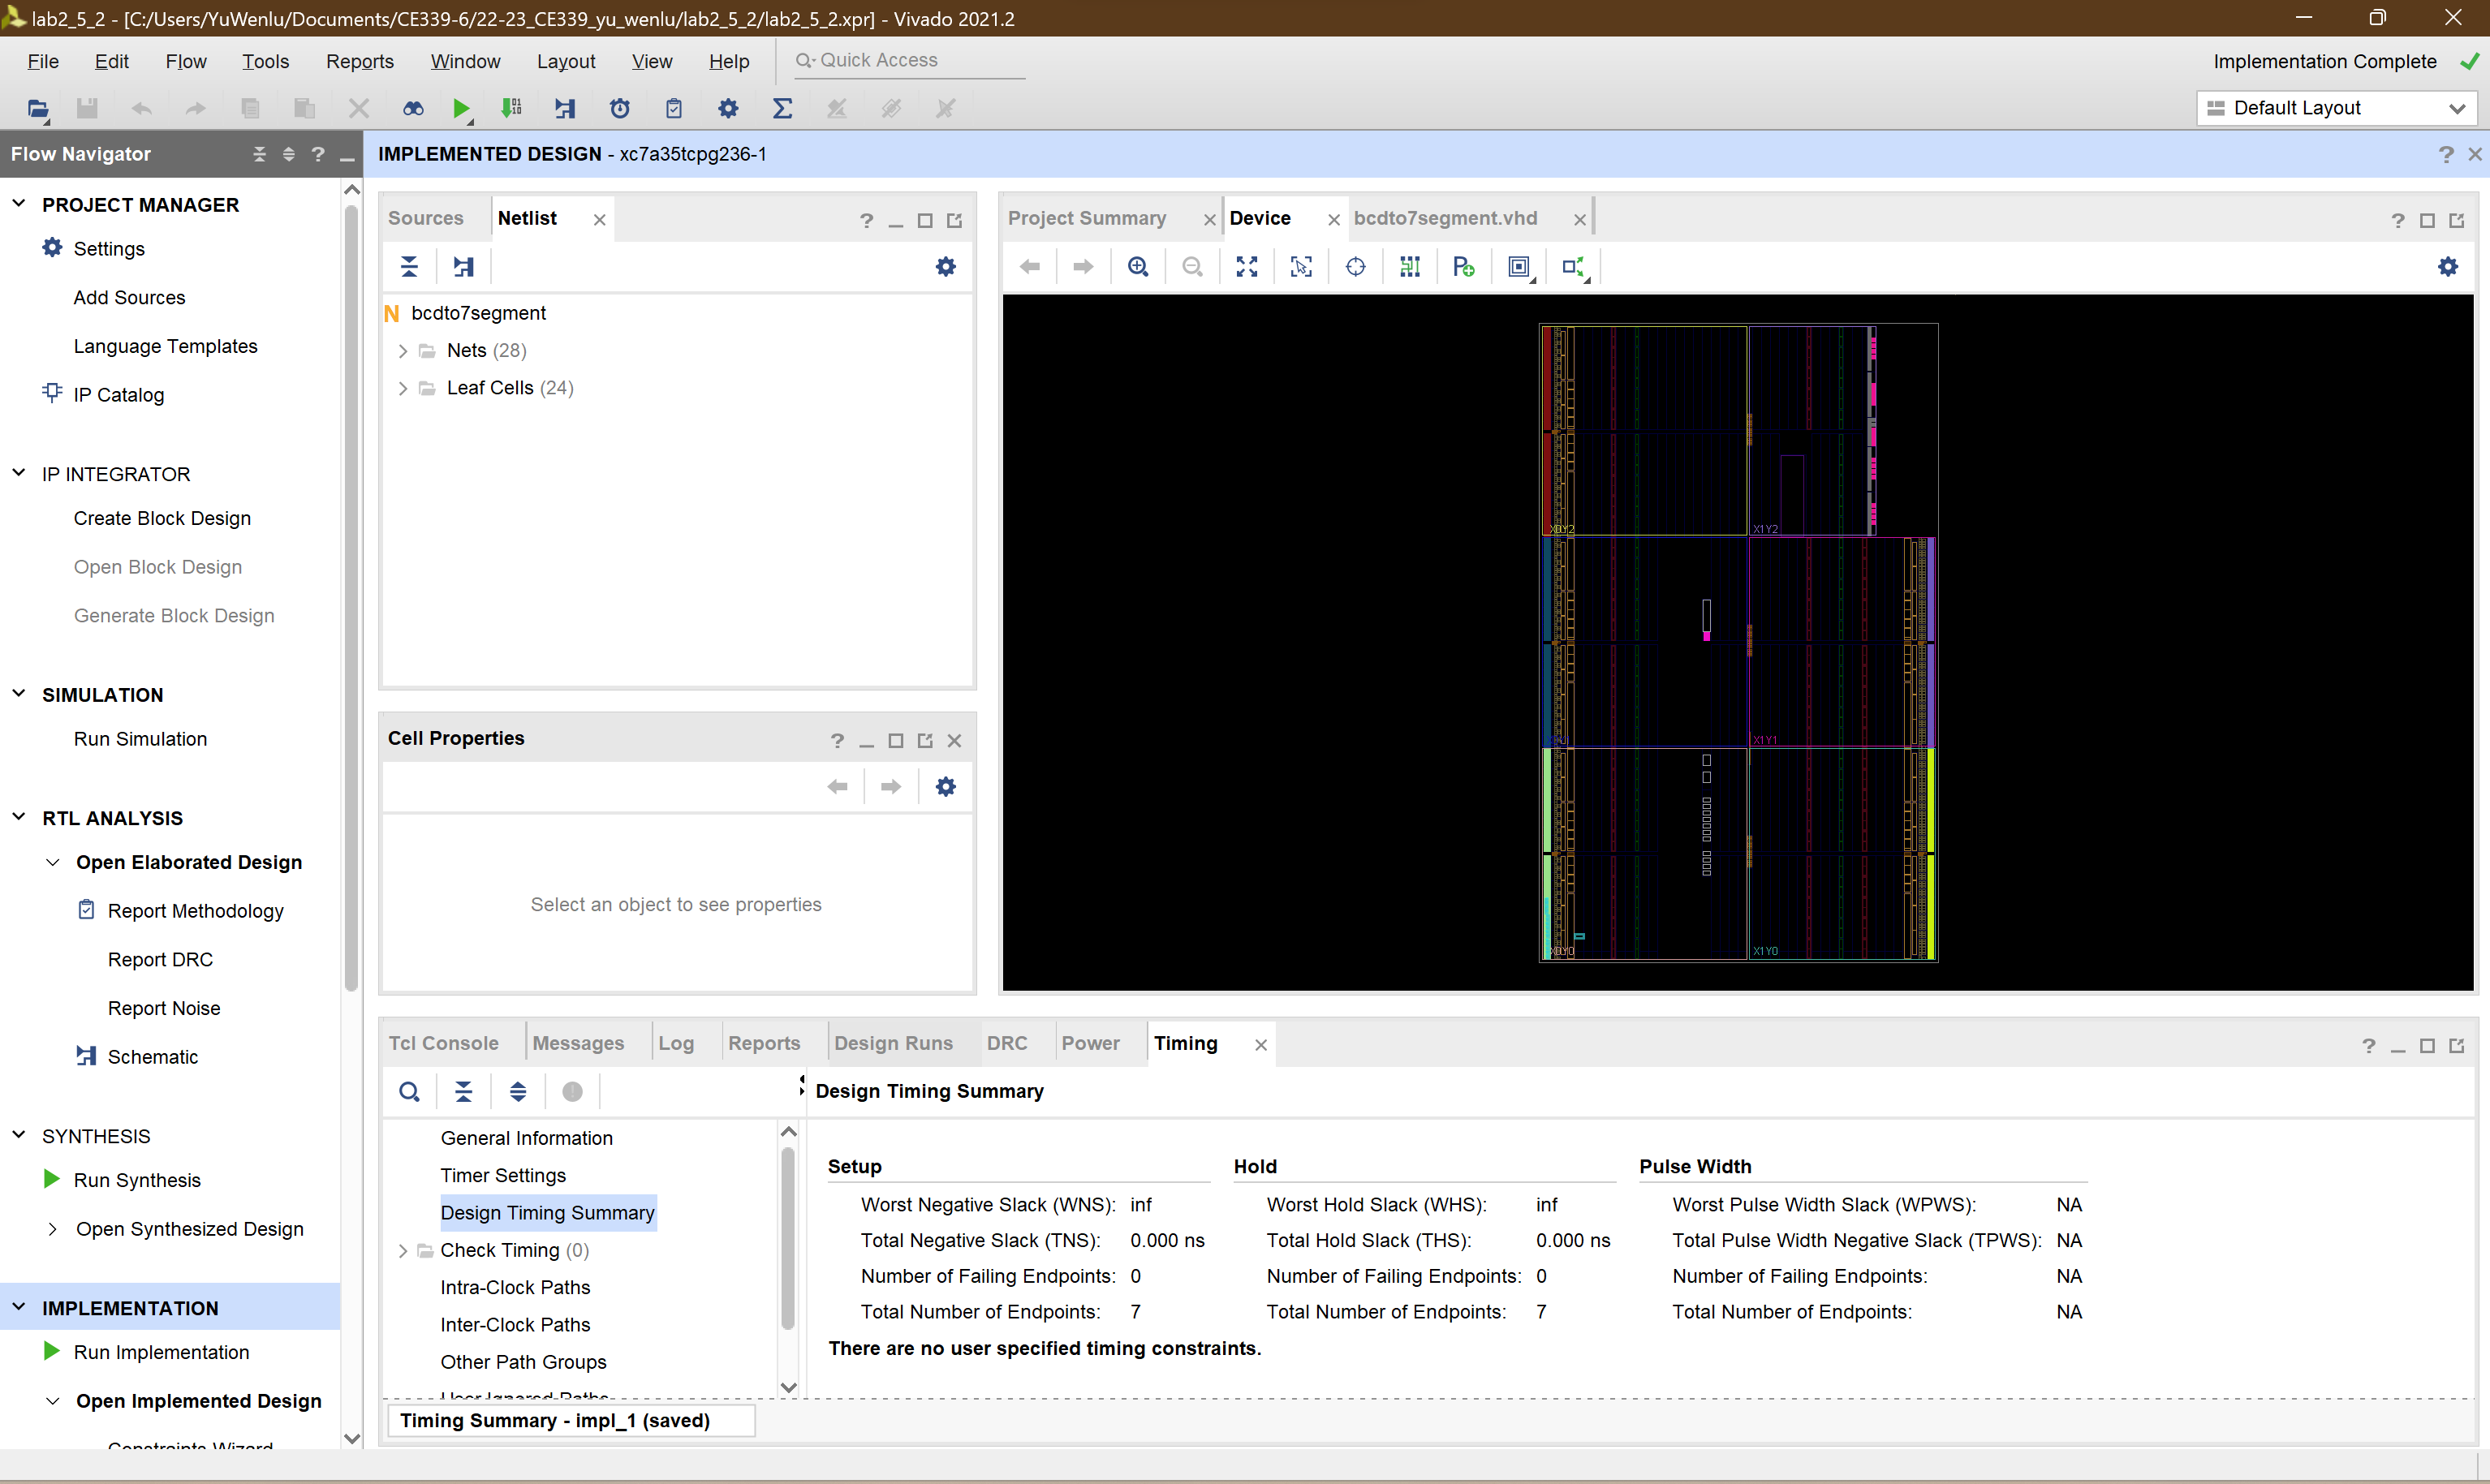 lab2_5_2 - [C:/Users/YuWenlu/Documents/CE339-6/22-23_CE339_yu_wenlu/lab2_5_2/lab2_5_2.xpr] - Vivado 2021.2
File Edit Flow Tools Reports Window Layout View Help Quick Access
Implementation Complete
Default Layout
Flow Navigator
IMPLEMENTED DESIGN - xc7a35tcpg236-1
PROJECT MANAGER
Settings
Add Sources
Language Templates
IP Catalog
IP INTEGRATOR
Create Block Design
Open Block Design
Generate Block Design
SIMULATION
Run Simulation
RTL ANALYSIS
Open Elaborated Design
Report Methodology
Report DRC
Report Noise
Schematic
SYNTHESIS
Run Synthesis
Open Synthesized Design
IMPLEMENTATION
Run Implementation
Open Implemented Design
Constraints Wizard
Sources Netlist
N bcdto7segment
Nets (28)
Leaf Cells (24)
Cell Properties
Select an object to see properties
Project Summary Device bcdto7segment.vhd
X0Y2 X1Y2
X1Y1
X0Y0 X1Y0
Tcl Console Messages Log Reports Design Runs DRC Power Timing
Design Timing Summary
General Information
Timer Settings
Design Timing Summary
Check Timing (0)
Intra-Clock Paths
Inter-Clock Paths
Other Path Groups
User Ignored Paths
Setup Hold Pulse Width
Worst Negative Slack (WNS): inf Worst Hold Slack (WHS): inf Worst Pulse Width Slack (WPWS): NA
Total Negative Slack (TNS): 0.000 ns Total Hold Slack (THS): 0.000 ns Total Pulse Width Negative Slack (TPWS): NA
Number of Failing Endpoints: 0 Number of Failing Endpoints: 0 Number of Failing Endpoints: NA
Total Number of Endpoints: 7 Total Number of Endpoints: 7 Total Number of Endpoints: NA
There are no user specified timing constraints.
Timing Summary - impl_1 (saved)